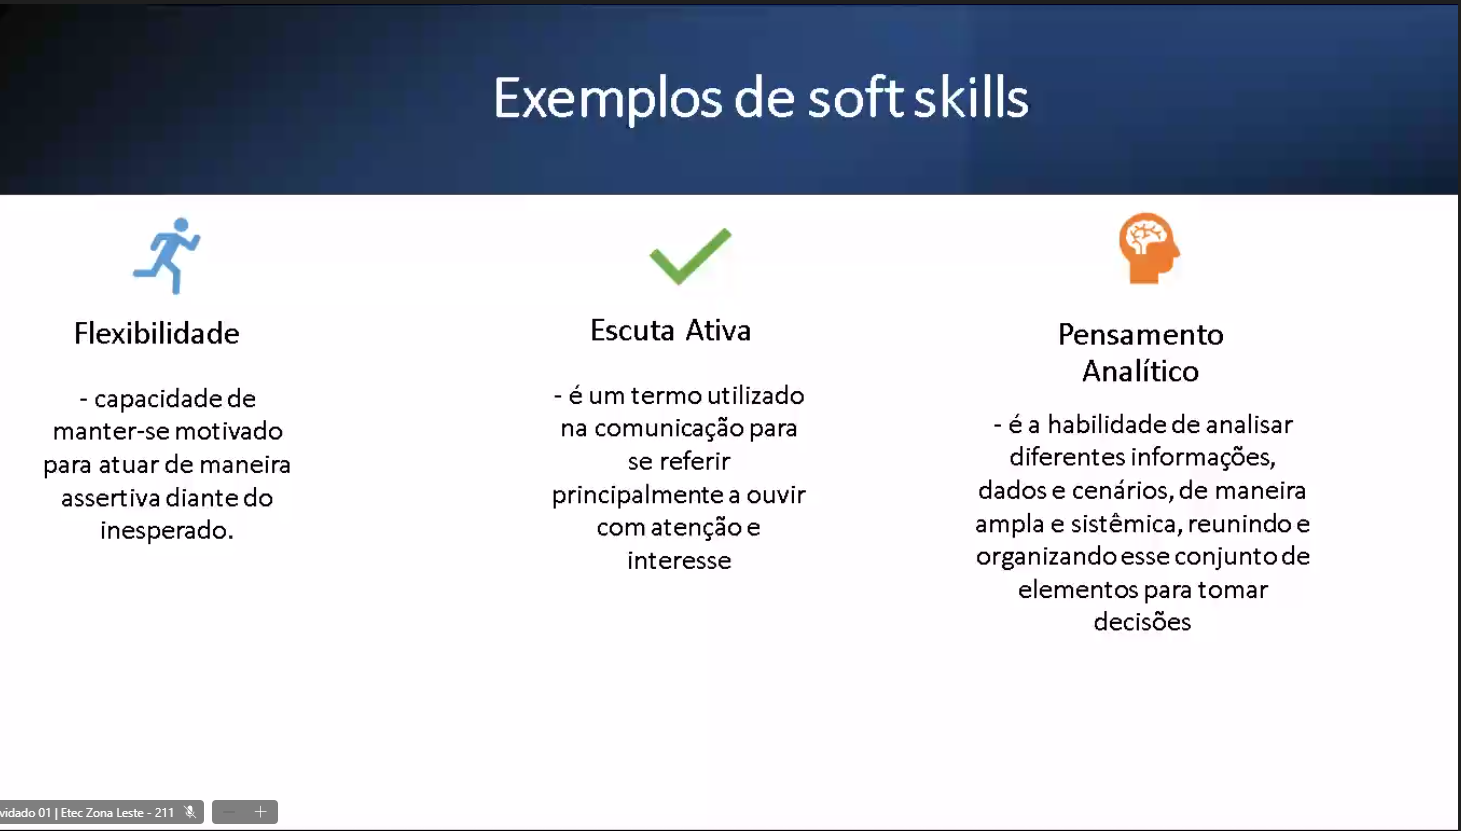 Exemplos de soft skills
Flexibilidade
- capacidade de
manter-se motivado
para atuar de maneira
assertiva diante do
inesperado.
Escuta Ativa
- é um termo utilizado
na comunicação para
se referir
principalmente a ouvir
com atenção e
interesse
Pensamento
Analítico
- é a habilidade de analisar
diferentes informações,
dados e cenários, de maneira
ampla e sistêmica, reunindo e
organizando esse conjunto de
elementos para tomar
decisões
vidado 01 | Etec Zona Leste - 211